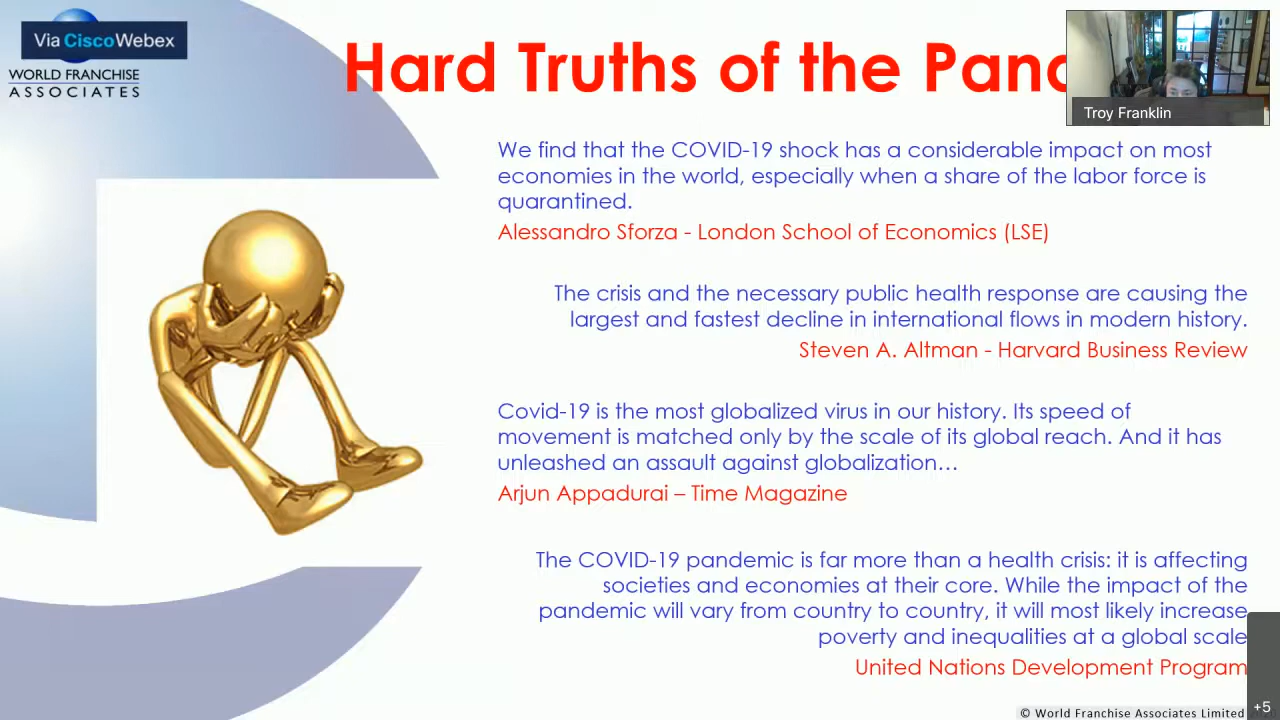 Via Cisco Webex
WORLD FRANCHISE
ASSOCIATES
Hard Truths of the
Troy Franklin
We find that the COVID-19 shock has a considerable impact on most
economies in the world, especially when a share of the labor force is
quarantined.
Alessandro Sforza - London School of Economics (LSE)
The crisis and the necessary public health response are causing the
largest and fastest decline in international flows in modern history.
Steven A. Altman - Harvard Business Review
Covid-19 is the most globalized virus in our history. Its speed of
movement is matched only by the scale of its global reach. And it has
unleashed an assault against globalization…
Arjun Appadurai – Time Magazine
The COVID-19 pandemic is far more than a health crisis: it is affecting
societies and economies at their core. While the impact of the
pandemic will vary from country to country, it will most likely increase
poverty and inequalities at a global scale
United Nations Development Program
© World Franchise Associates Limited
+5